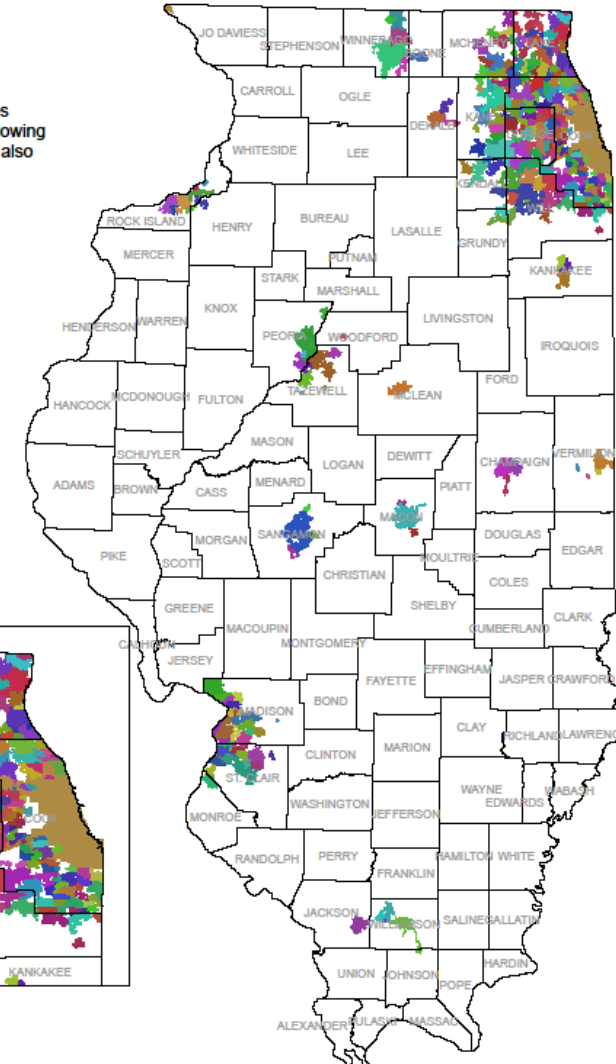 s
owing
also
JO DAVIESS
STEPHENSON
WINNEBAGO
BOONE
MCHENRY
CARROLL
OGLE
DEKALB
KANE
WHITESIDE
LEE
KENDALL
ROCK ISLAND
HENRY
BUREAU
LASALLE
GRUNDY
MERCER
PUTNAM
KANKAKEE
STARK
MARSHALL
KNOX
LIVINGSTON
HENDERSON
WARREN
PEORIA
WOODFORD
IROQUOIS
TAZEWELL
FORD
HANCOCK
MCDONOUGH
FULTON
MCLEAN
MASON
SCHUYLER
LOGAN
DEWITT
CHAMPAIGN
VERMILION
ADAMS
BROWN
CASS
MENARD
PIATT
SANGAMON
MACON
MORGAN
DOUGLAS
PIKE
SCOTT
MOULTRIE
EDGAR
CHRISTIAN
COLES
GREENE
SHELBY
MACOUPIN
CUMBERLAND
CLARK
CALHOUN
MONTGOMERY
JERSEY
EFFINGHAM
FAYETTE
JASPER
CRAWFORD
MADISON
BOND
CLAY
RICHLAND
LAWRENC
CLINTON
MARION
ST. CLAIR
WAYNE
WABASH
WASHINGTON
EDWARDS
MONROE
JEFFERSON
COOK
RANDOLPH
PERRY
HAMILTON
WHITE
FRANKLIN
JACKSON
WILLIAMSON
SALINE
GALLATIN
HARDIN
KANKAKEE
UNION
JOHNSON
POPE
ALEXANDER
PULASKI
MASSAC